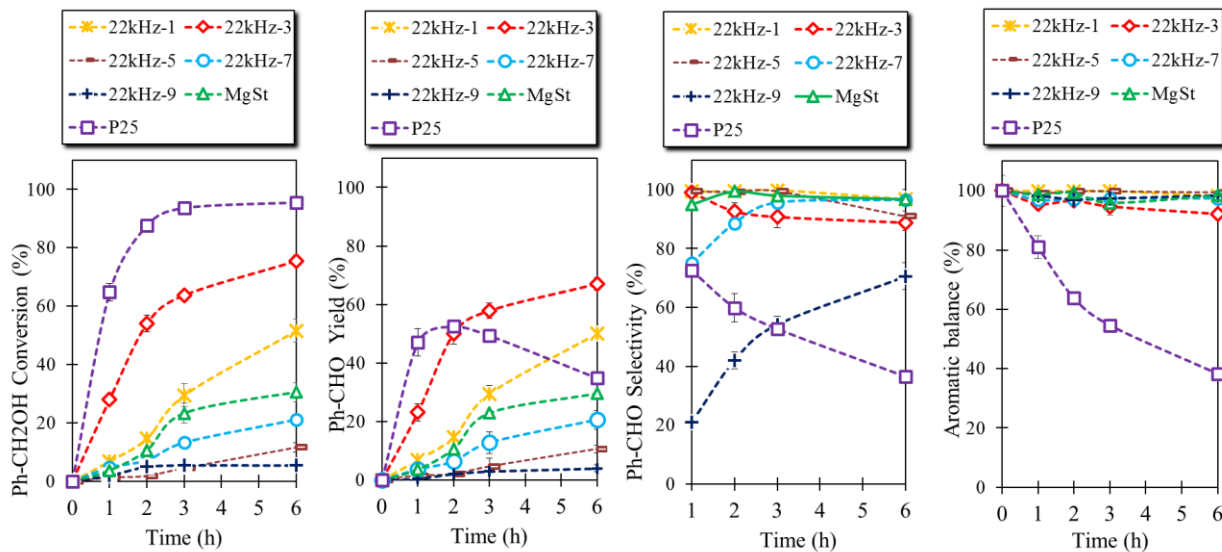 22kHz-1 22kHz-3
22kHz-5 22kHz-7
22kHz-9 MgSt
P25
Ph-CH2OH Conversion (%)
100
80
60
40
20
0
0 1 2 3 4 5 6
Time (h)
22kHz-1 22kHz-3
22kHz-5 22kHz-7
22kHz-9 MgSt
P25
Ph-CHO Yield (%)
100
80
60
40
20
0
0 1 2 3 4 5 6
Time (h)
22kHz-1 22kHz-3
22kHz-5 22kHz-7
22kHz-9 MgSt
P25
Ph-CHO Selectivity (%)
100
80
60
40
20
0
1 2 3 4 5 6
Time (h)
22kHz-1 22kHz-3
22kHz-5 22kHz-7
22kHz-9 MgSt
P25
Aromatic balance (%)
100
80
60
40
20
0
0 1 2 3 4 5 6
Time (h)